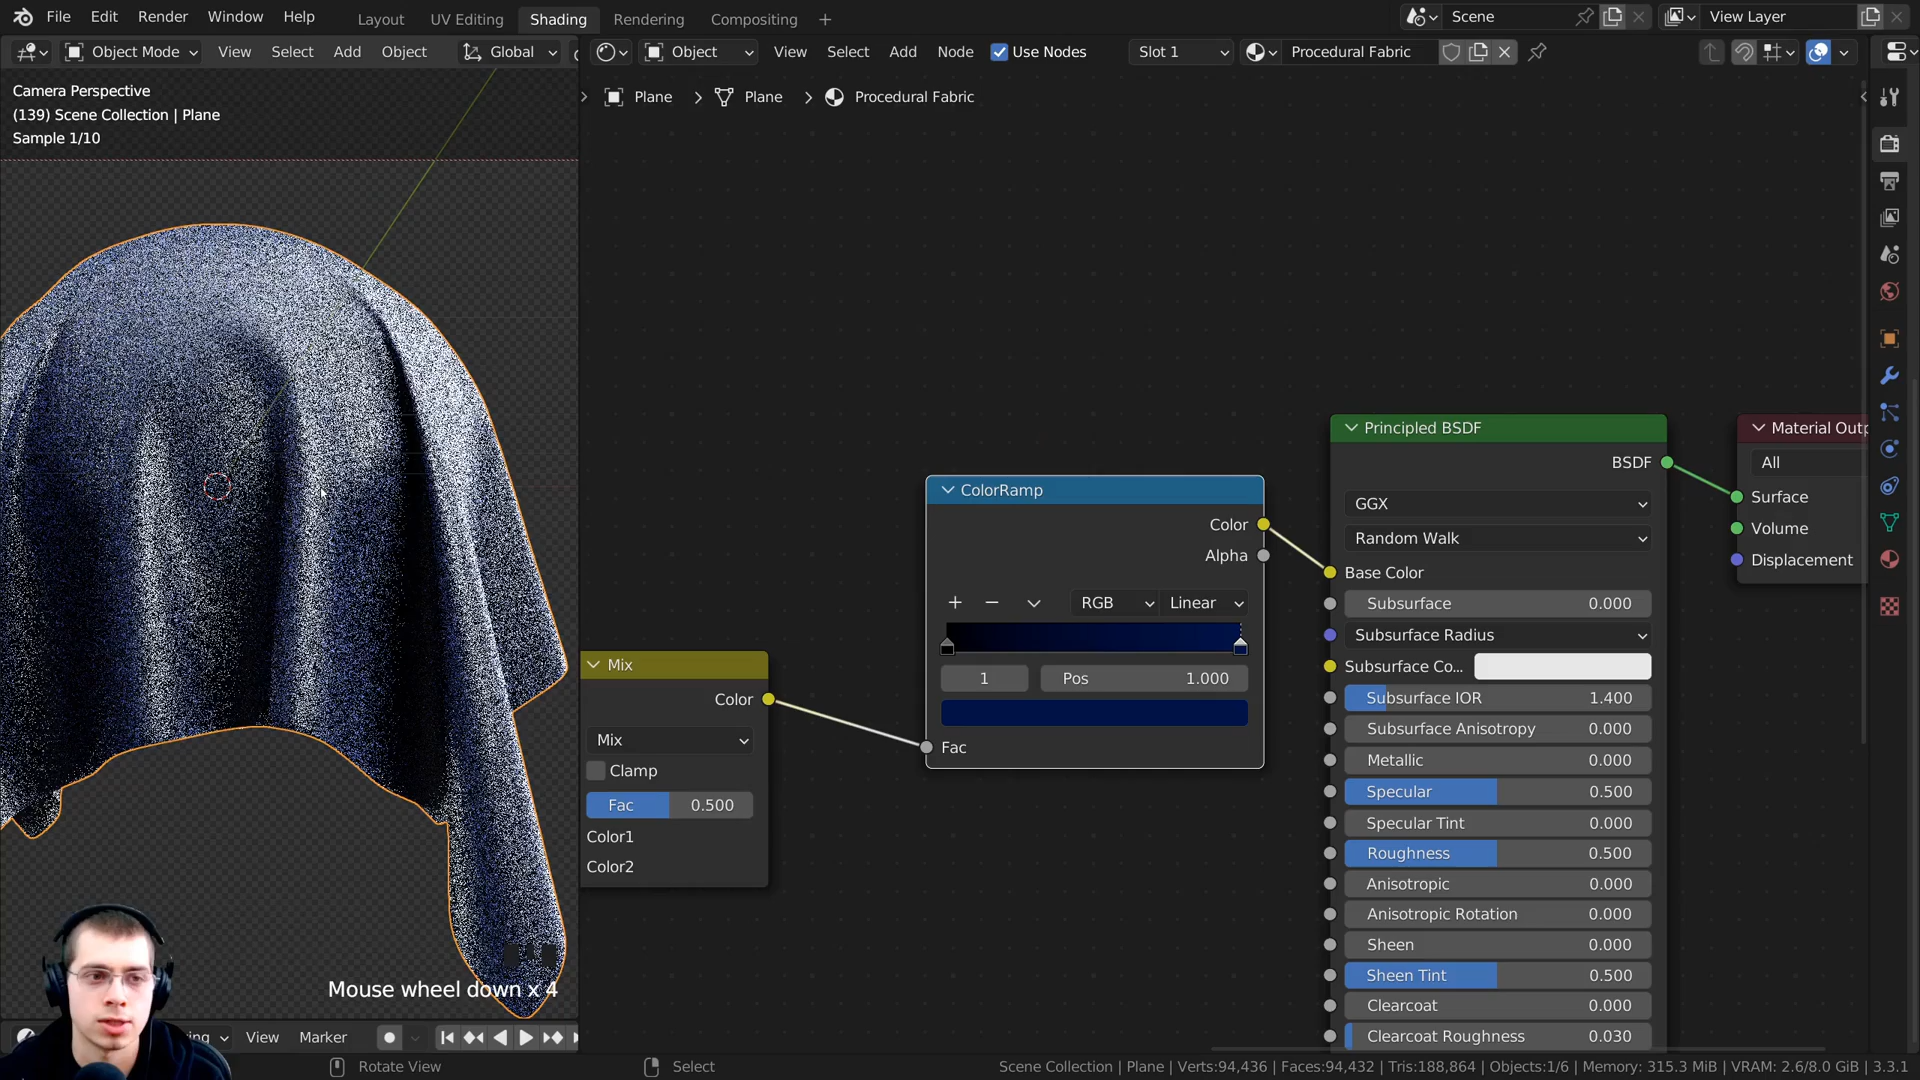 File Edit Render Window Help Layout UV Editing Shading Rendering Compositing + Scene View Layer
Object Mode View Select Add Object Global Object View Select Add Node Use Nodes Slot 1 Procedural Fabric
Camera Perspective
(139) Scene Collection | Plane
Sample 1/10
Plane Plane Procedural Fabric
Principled BSDF
BSDF
GGX
Random Walk
Base Color
Subsurface 0.000
Subsurface Radius
Subsurface Co...
Subsurface IOR 1.400
Subsurface Anisotropy 0.000
Metallic 0.000
Specular 0.500
Specular Tint 0.000
Roughness 0.500
Anisotropic 0.000
Anisotropic Rotation 0.000
Sheen 0.000
Sheen Tint 0.500
Clearcoat 0.000
Clearcoat Roughness 0.030
Material Outp
All
Surface
Volume
Displacement
ColorRamp
Color
Alpha
+ − RGB Linear
1 Pos 1.000
Fac
Mix
Color
Mix
Clamp
Fac 0.500
Color1
Color2
Mouse wheel down x 4
ng View Marker
Rotate View Select Scene Collection | Plane | Verts:94,436 | Faces:94,432 | Tris:188,864 | Objects:1/6 | Memory: 315.3 MiB | VRAM: 2.6/8.0 GiB | 3.3.1